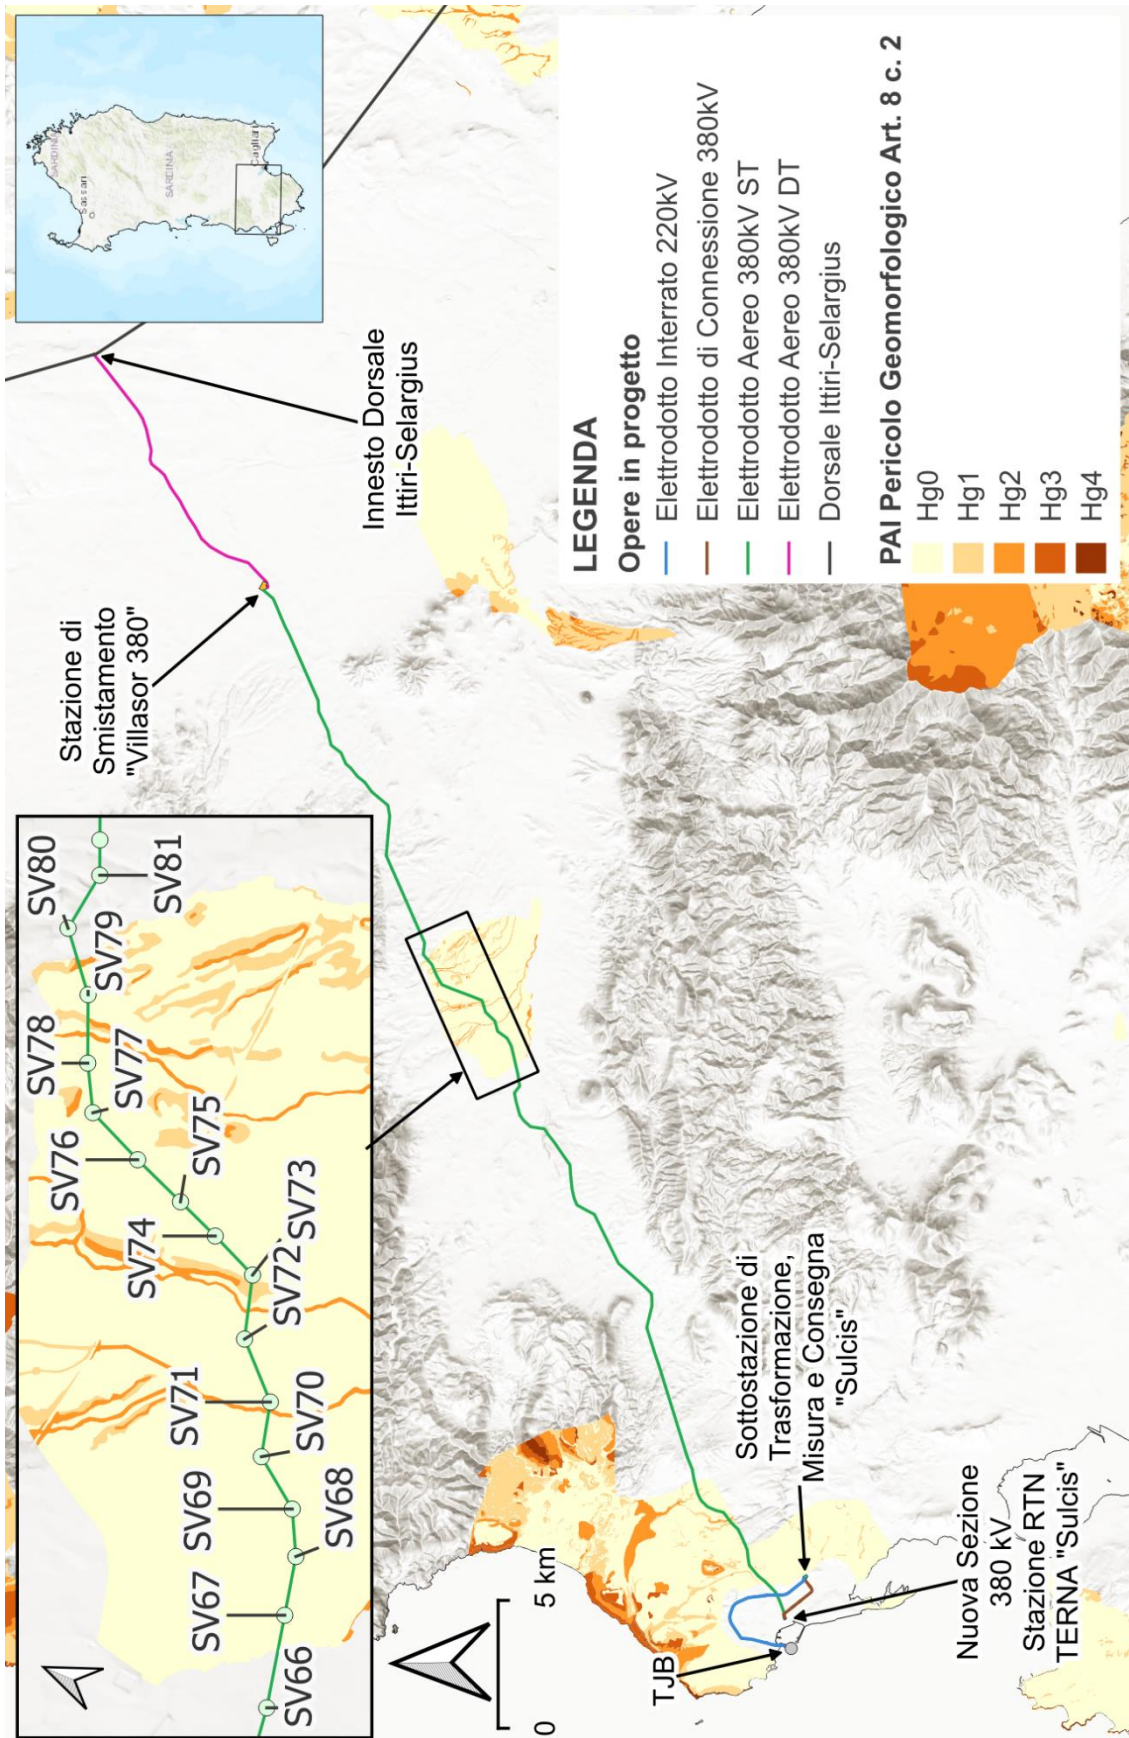 SARDINA
Sassari
SARDINA
Cagliari
Innesto Dorsale
Ittiri-Selargius
Stazione di
Smistamento
"Villasor 380"
SV66
SV67
SV68
SV69
SV70
SV71
SV72
SV73
SV74
SV75
SV76
SV77
SV78
SV79
SV80
SV81
0
5 km
TJB
Sottostazione di
Trasformazione,
Misura e Consegna
"Sulcis"
Nuova Sezione
380 kV
Stazione RTN
TERNA "Sulcis"
LEGENDA
Opere in progetto
Elettrodotto Interrato 220kV
Elettrodotto di Connessione 380kV
Elettrodotto Aereo 380kV ST
Elettrodotto Aereo 380kV DT
Dorsale Ittiri-Selargius
PAI Pericolo Geomorfologico Art. 8 c. 2
Hg0
Hg1
Hg2
Hg3
Hg4